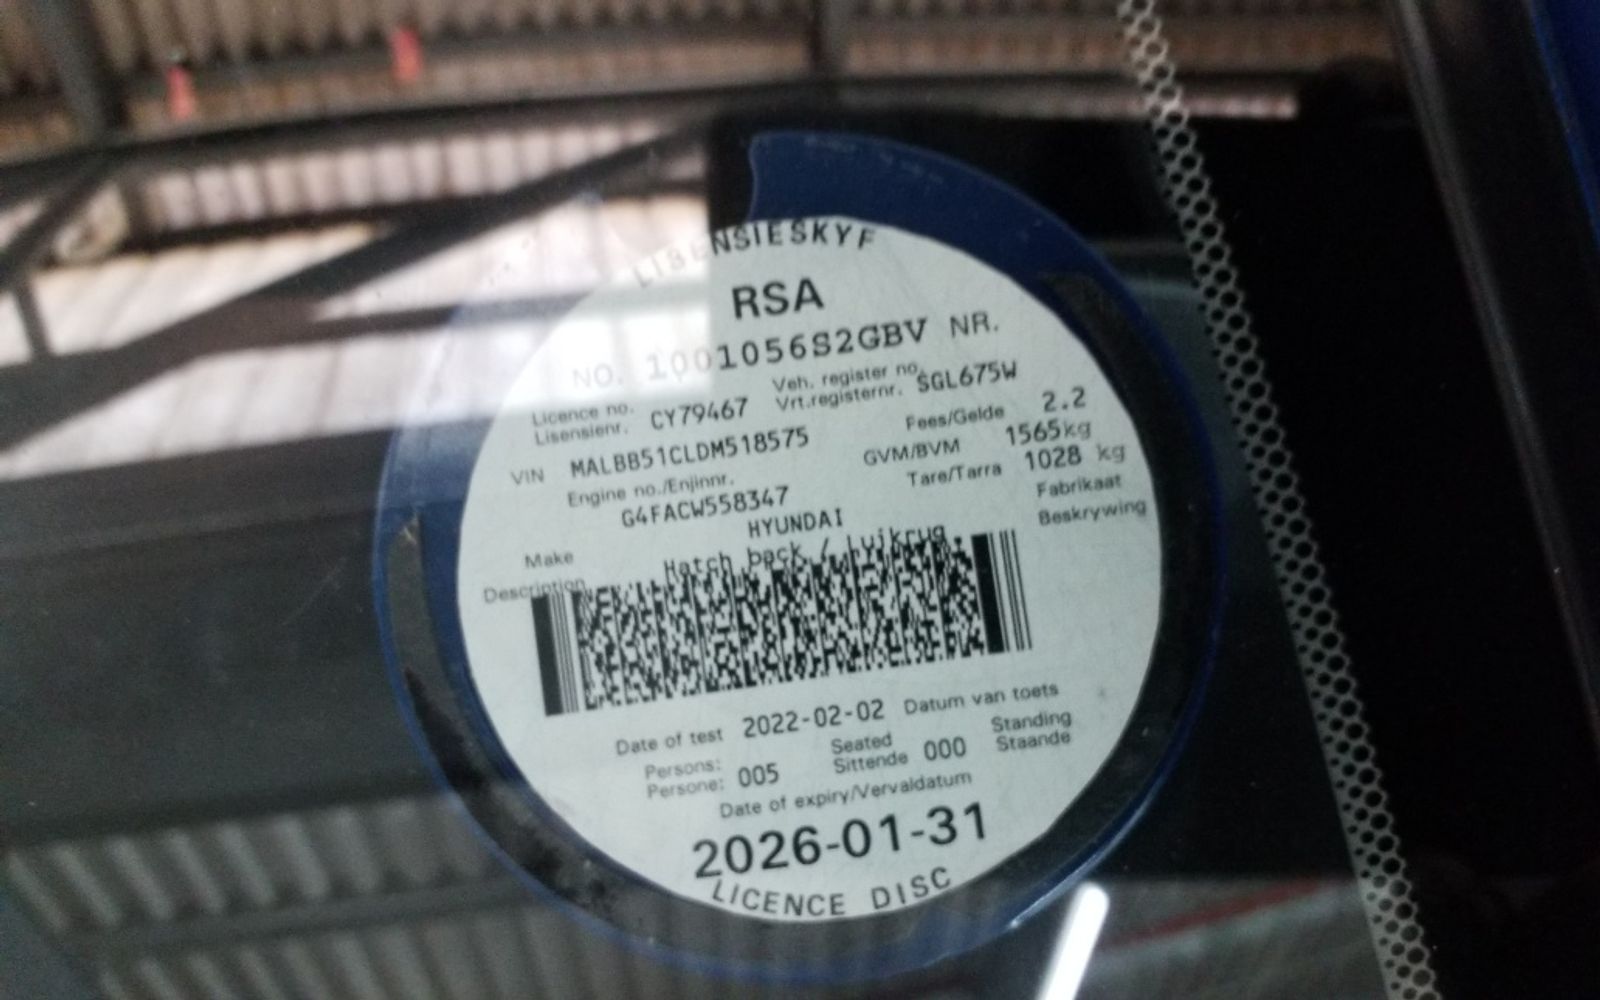 LISENSIESKYF
RSA
NO. 1001056S2GBV NR.
Licence no. Lisensienr. CY79467 Veh. register no. Vrt.registernr. SGL675W
VIN MALBB51CLDM518575 Fees/Gelde 2.2
Engine no./Enjinnr. GVM/BVM 1565kg
G4FACW558347 Tare/Tarra 1028 kg
Make HYUNDAI Fabrikaat
Description Hatch back / Luikrug Beskrywing
Date of test 2022-02-02 Datum van toets
Persons: Persone: 005 Seated Sittende 000 Standing Staande
Date of expiry/Vervaldatum
2026-01-31
LICENCE DISC